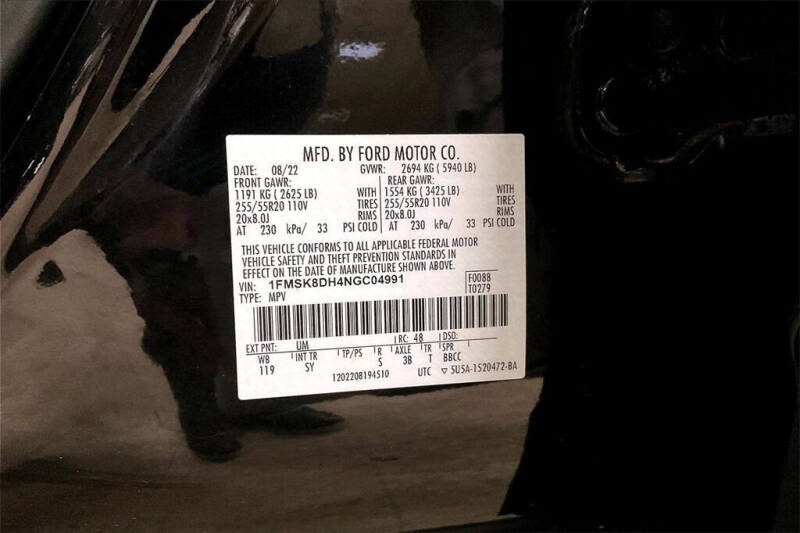 MFD. BY FORD MOTOR CO.
DATE: 08/22 GVWR: 2694 KG ( 5940 LB)
FRONT GAWR: REAR GAWR:
1191 KG ( 2625 LB) WITH 1554 KG ( 3425 LB) WITH
255/55R20 110V TIRES 255/55R20 110V TIRES
20x8.0J RIMS 20x8.0J RIMS
AT 230 kPa/ 33 PSI COLD AT 230 kPa/ 33 PSI COLD
THIS VEHICLE CONFORMS TO ALL APPLICABLE FEDERAL MOTOR
VEHICLE SAFETY AND THEFT PREVENTION STANDARDS IN
EFFECT ON THE DATE OF MANUFACTURE SHOWN ABOVE.
VIN: 1FMSK8DH4NGC04991 F0088
TYPE: MPV T0279
EXT PNT: UM RC: 48 DSO:
WB INT TR TP/PS R AXLE TR SPR
119 SY S 3B T BBCC
1202208194510 UTC ▽ 5U5A-1520472-BA